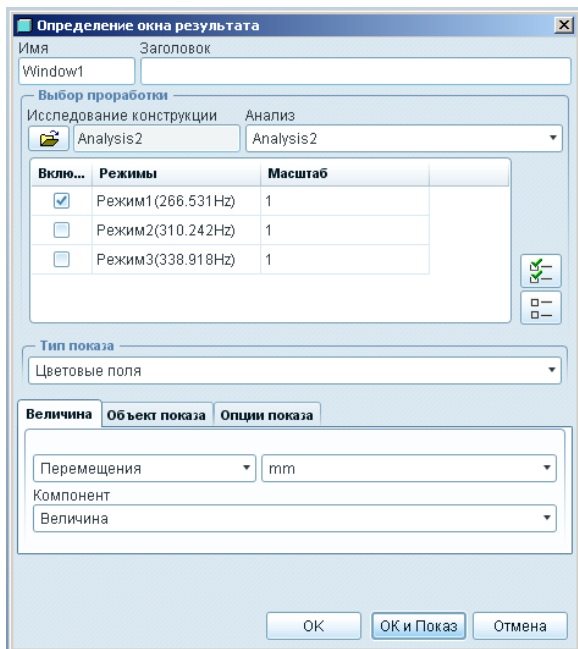 Определение окна результата
Имя Заголовок
Window1
Выбор проработки
Исследование конструкции Анализ
Analysis2 Analysis2
Вклю... Режимы Масштаб
Режим1(266.531Hz) 1
Режим2(310.242Hz) 1
Режим3(338.918Hz) 1
Тип показа
Цветовые поля
Величина Объект показа Опции показа
Перемещения mm
Компонент
Величина
OK ОК и Показ Отмена